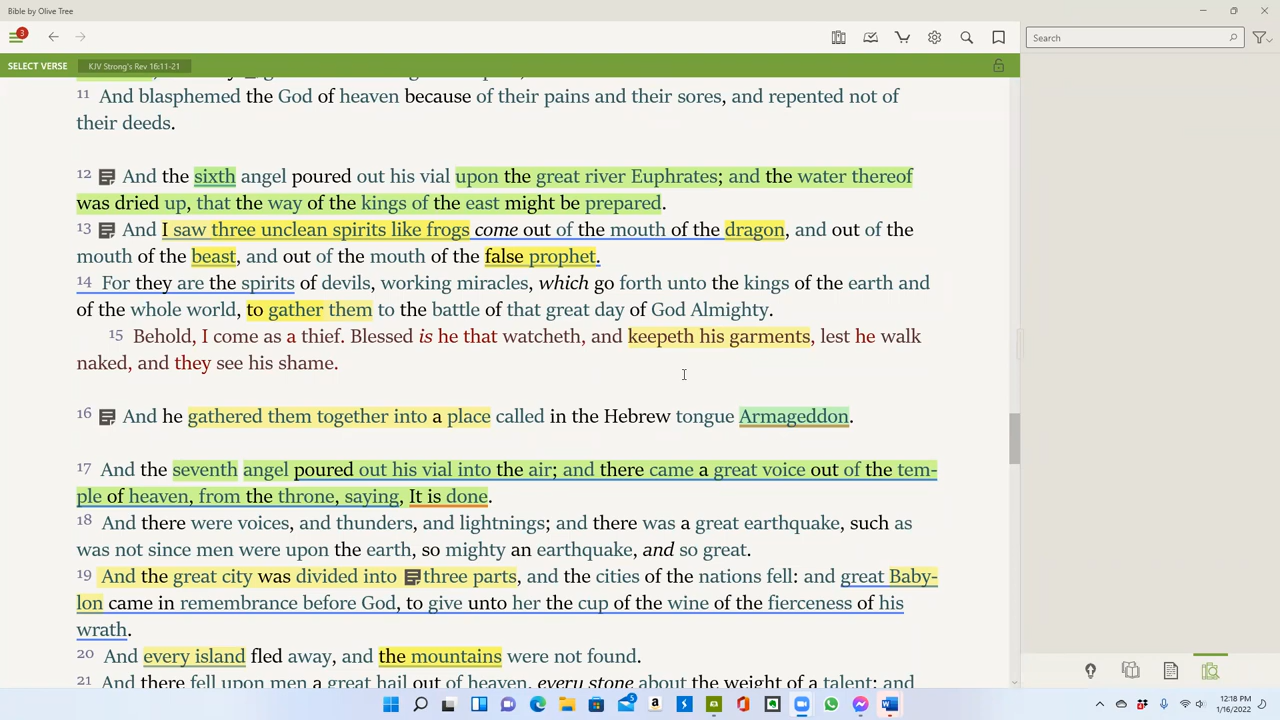 Bible by Olive Tree
3
Search
SELECT VERSE KJV Strong's Rev 16:11-21
11 And blasphemed the God of heaven because of their pains and their sores, and repented not of
their deeds.
12 And the sixth angel poured out his vial upon the great river Euphrates; and the water thereof
was dried up, that the way of the kings of the east might be prepared.
13 And I saw three unclean spirits like frogs come out of the mouth of the dragon, and out of the
mouth of the beast, and out of the mouth of the false prophet.
14 For they are the spirits of devils, working miracles, which go forth unto the kings of the earth and
of the whole world, to gather them to the battle of that great day of God Almighty.
15 Behold, I come as a thief. Blessed is he that watcheth, and keepeth his garments, lest he walk
naked, and they see his shame.
16 And he gathered them together into a place called in the Hebrew tongue Armageddon.
17 And the seventh angel poured out his vial into the air; and there came a great voice out of the tem-
ple of heaven, from the throne, saying, It is done.
18 And there were voices, and thunders, and lightnings; and there was a great earthquake, such as
was not since men were upon the earth, so mighty an earthquake, and so great.
19 And the great city was divided into three parts, and the cities of the nations fell: and great Baby-
lon came in remembrance before God, to give unto her the cup of the wine of the fierceness of his
wrath.
20 And every island fled away, and the mountains were not found.
21 And there fell upon men a great hail out of heaven, every stone about the weight of a talent: and
12:18 PM
1/16/2022